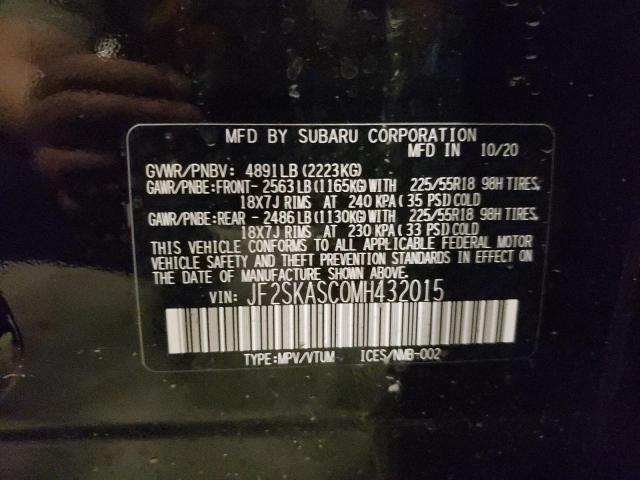 MFD BY SUBARU CORPORATION
MFD IN 10/20
GVWR/PNBV: 4891LB(2223KG)
GAWR/PNBE:FRONT- 2563LB(1165KG)WITH 225/55R18 98H TIRES,
18X7J RIMS AT 240 KPA(35 PSI)COLD
GAWR/PNBE:REAR - 2486LB(1130KG)WITH 225/55R18 98H TIRES,
18X7J RIMS AT 230 KPA(33 PSI)COLD
THIS VEHICLE CONFORMS TO ALL APPLICABLE FEDERAL MOTOR
VEHICLE SAFETY AND THEFT PREVENTION STANDARDS IN EFFECT ON
THE DATE OF MANUFACTURE SHOWN ABOVE.
VIN: JF2SKASC0MH432015
TYPE:MPV/VTUM ICES/NMB-002